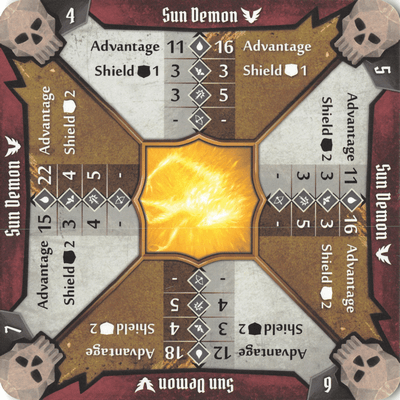 4
Sun Demon
Advantage 11 16 Advantage
Shield 1 3 3 Shield 1
3 5
- -
5
Sun Demon
Advantage 11 16 Advantage
Shield 2 3 3 Shield 2
3 5
- -
6
Sun Demon
Advantage 12 18 Advantage
Shield 2 3 4 Shield 2
4 5
- -
7
Sun Demon
Advantage 15 22 Advantage
Shield 2 3 4 Shield 2
4 5
- -